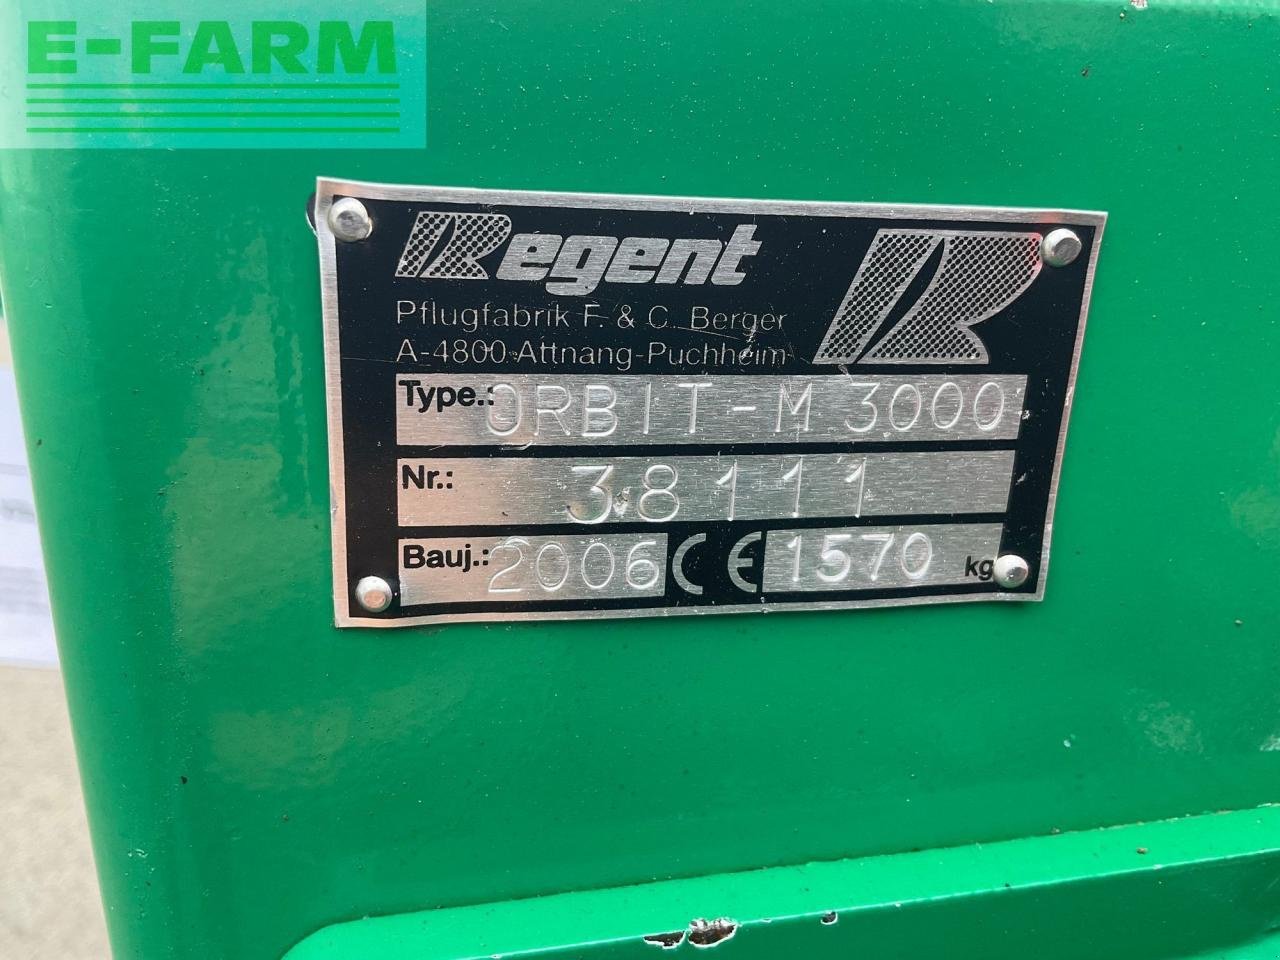 E-FARM
Regent
Pflugfabrik F. & C. Berger
A-4800 Attnang-Puchheim
Type.: ORBIT-M 3000
Nr.: 38111
Bauj.: 2006 CE 1570 kg